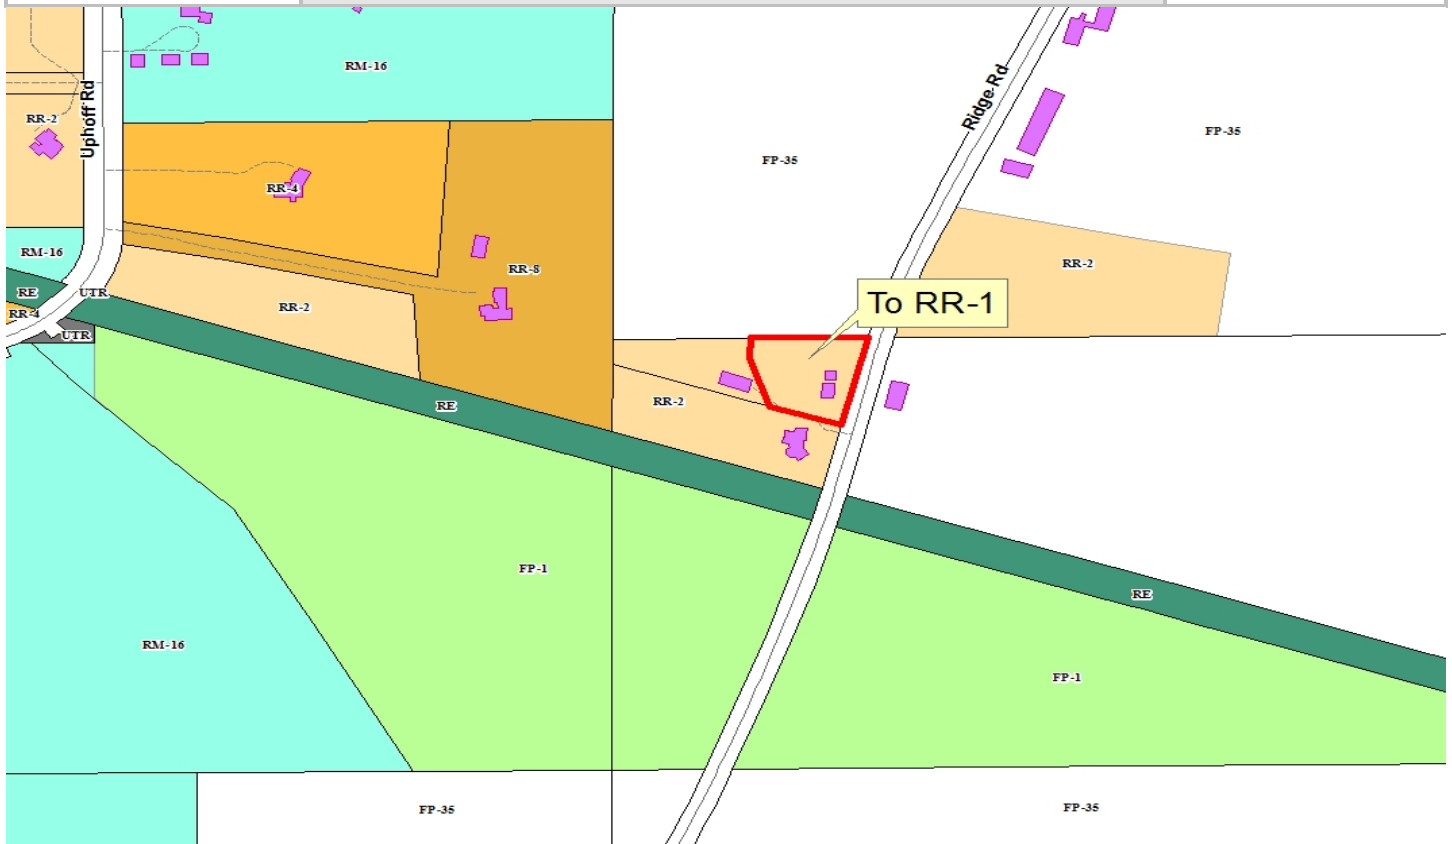 RM-16
Ridge Rd
RR-2
Uphoff Rd
FP-35
FP-35
RR-4
RM-16
RR-8
RR-2
RE
UTR
RR-2
To RR-1
RR-4
UTR
RR-2
RE
FP-1
RE
RM-16
FP-1
FP-35
FP-35